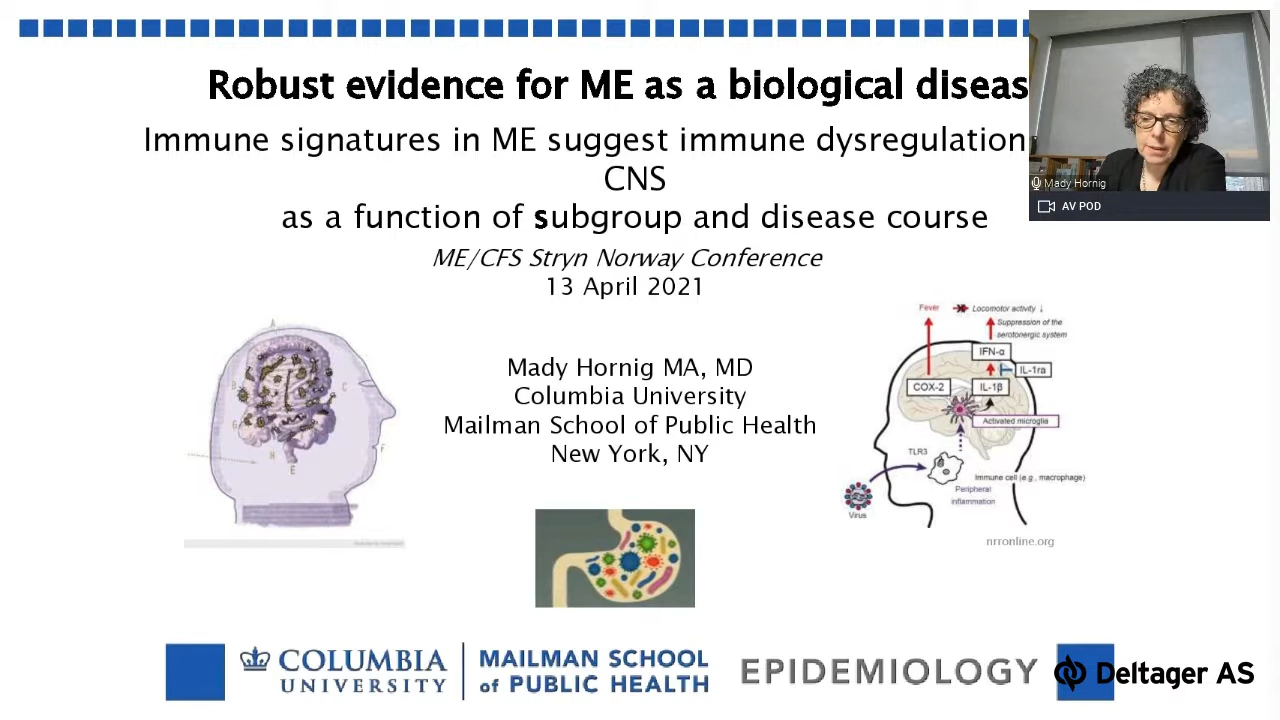 Robust evidence for ME as a biological diseas
Immune signatures in ME suggest immune dysregulation,
CNS
as a function of subgroup and disease course
ME/CFS Stryn Norway Conference
13 April 2021
Mady Hornig
AV POD
Mady Hornig MA, MD
Columbia University
Mailman School of Public Health
New York, NY
A
B
C
G
F
H
E
Fever
Locomotor activity ↓
Suppression of the
serotonergic system
IFN-α
IL-1ra
COX-2
IL-1β
Activated microglia
TLR3
Immune cell (e.g., macrophage)
Peripheral
inflammation
Virus
nrronline.org
COLUMBIA
UNIVERSITY
MAILMAN SCHOOL
of PUBLIC HEALTH
EPIDEMIOLOGY
Deltager AS